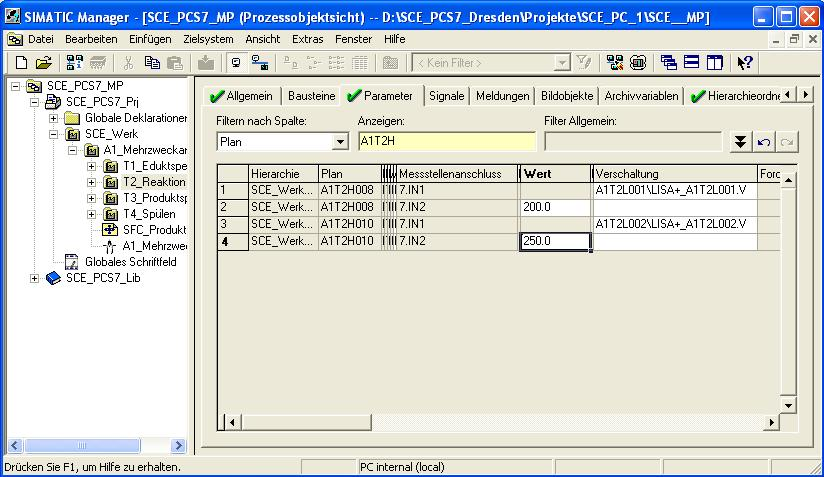 SIMATIC Manager - [SCE_PCS7_MP (Prozessobjektsicht) -- D:\SCE_PCS7_Dresden\Projekte\SCE_PC_1\SCE__MP]
Datei Bearbeiten Einfügen Zielsystem Ansicht Extras Fenster Hilfe
< Kein Filter >
SCE_PCS7_MP
SCE_PCS7_Prj
Globale Deklarationen
SCE_Werk
A1_Mehrzweckan
T1_Eduktspe
T2_Reaktion
T3_Produktsp
T4_Spülen
SFC_Produkt
A1_Mehrzwe
Globales Schriftfeld
SCE_PCS7_Lib
Allgemein Bausteine Parameter Signale Meldungen Bildobjekte Archivvariablen Hierarchieordne
Filtern nach Spalte: Anzeigen: Filter Allgemein:
Plan A1T2H
Hierarchie Plan Messstellenanschluss Wert Verschaltung Forc
1 SCE_Werk... A1T2H008 7.IN1 A1T2L001\LISA+_A1T2L001.V
2 SCE_Werk... A1T2H008 7.IN2 200.0
3 SCE_Werk... A1T2H010 7.IN1 A1T2L002\LISA+_A1T2L002.V
4 SCE_Werk... A1T2H010 7.IN2 250.0
Drücken Sie F1, um Hilfe zu erhalten. PC internal (local)